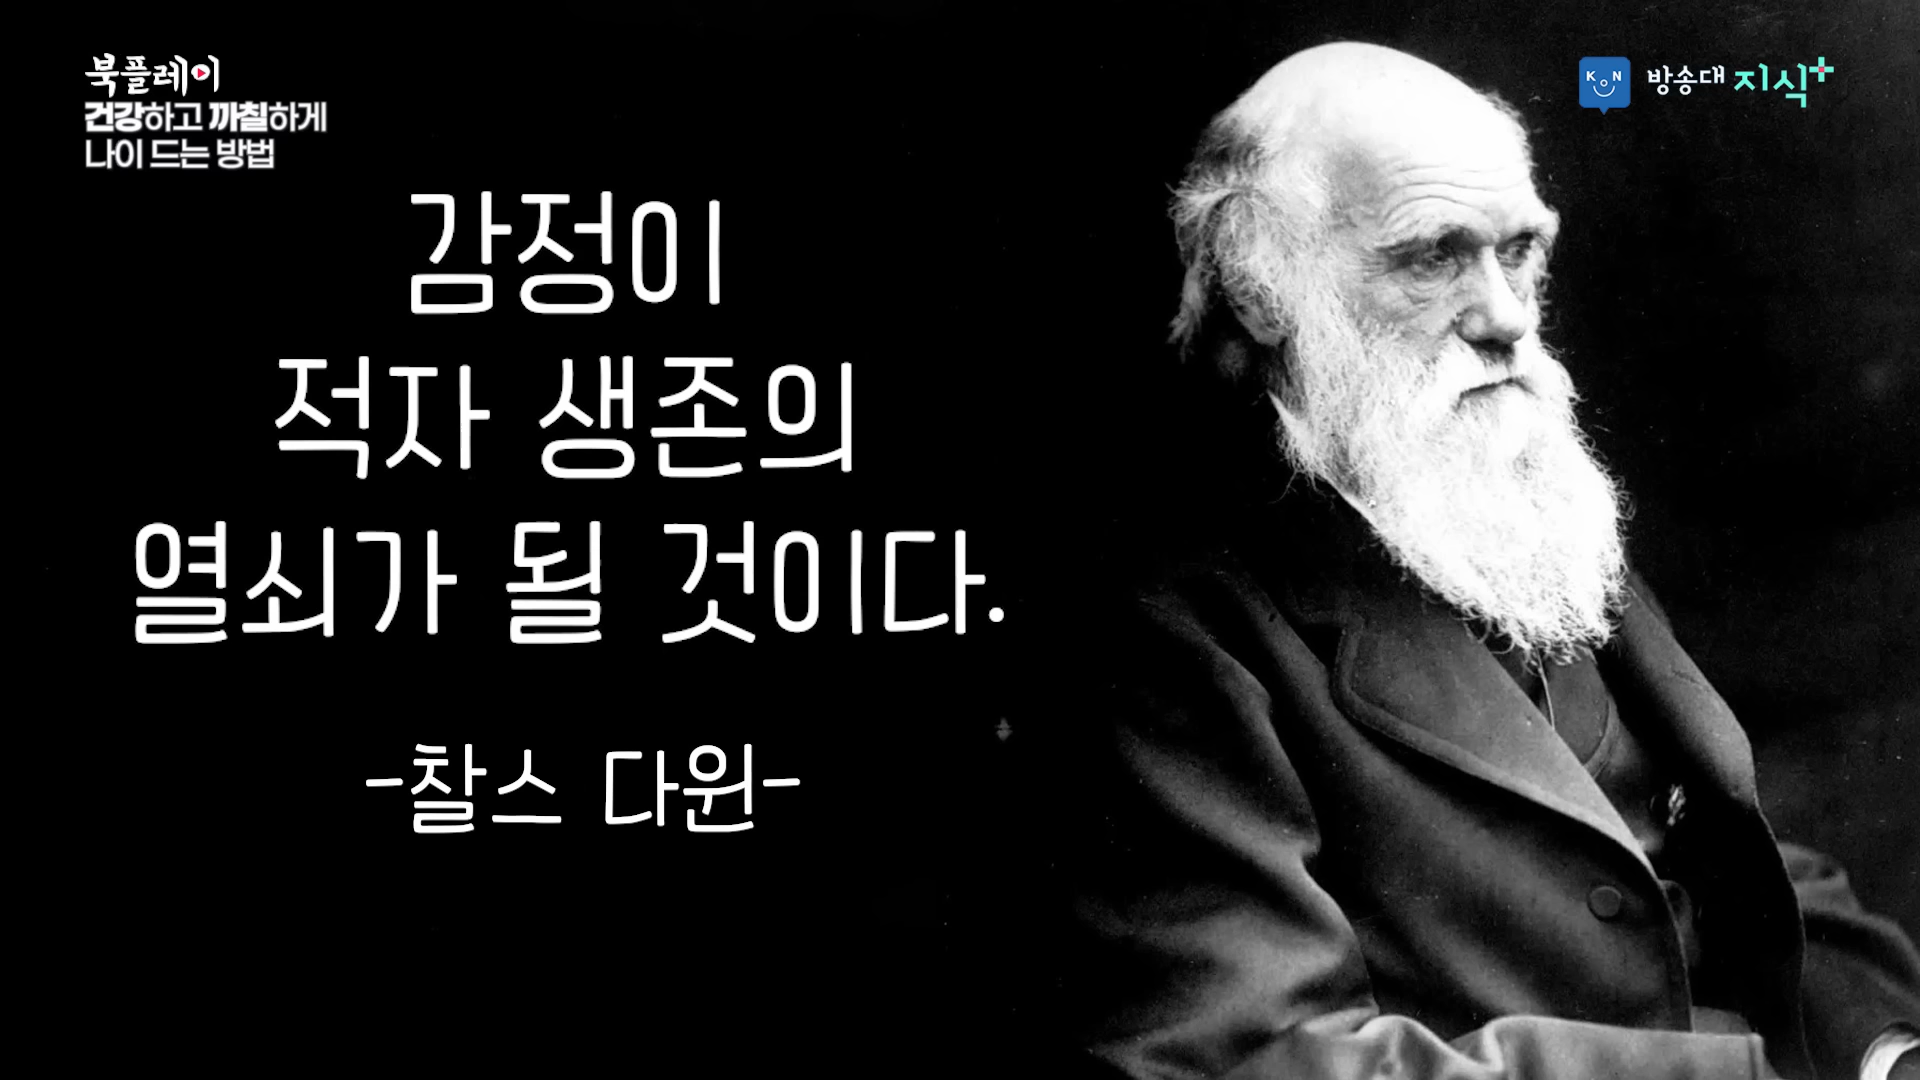 북플레이
건강하고 까칠하게
나이 드는 방법
KON 방송대 지식+
감정이
적자 생존의
열쇠가 될 것이다.
-찰스 다윈-